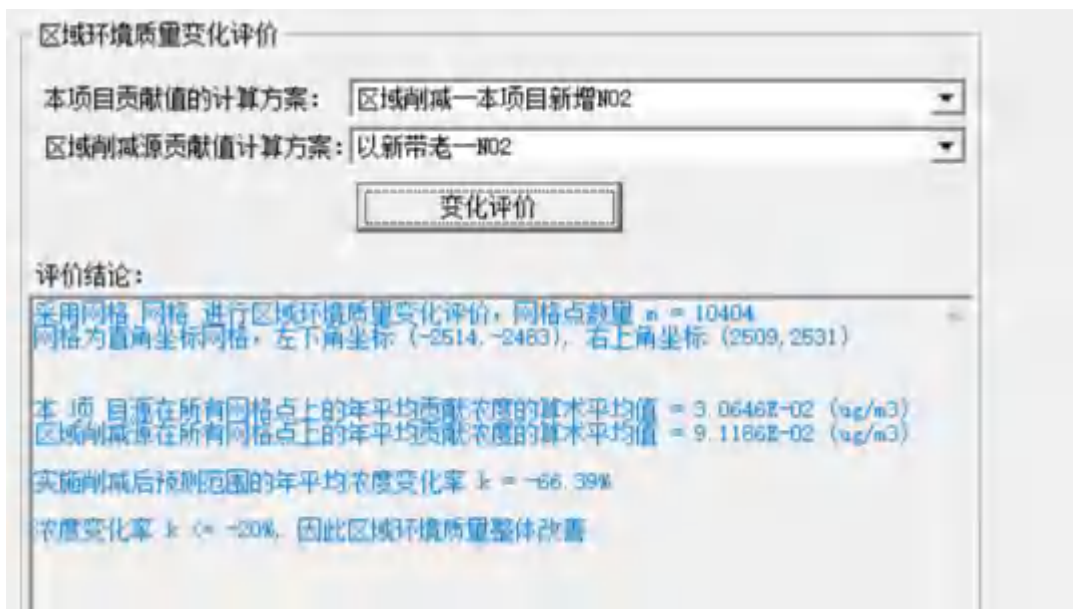 区域环境质量变化评价
本项目贡献值的计算方案： 区域削减—本项目新增NO2
区域削减源贡献值计算方案： 以新带老—NO2
变化评价
评价结论：
采用网格 网格 进行区域环境质量变化评价，网格点数量 n = 10404
网格为直角坐标网格，左下角坐标 (-2514,-2463)，右上角坐标 (2509,2531)
本 项 目源在所有网格点上的年平均贡献浓度的算术平均值 = 3.0646E-02 (ug/m3)
区域削减源在所有网格点上的年平均贡献浓度的算术平均值 = 9.1186E-02 (ug/m3)
实施削减后预测范围的年平均浓度变化率 k = -66.39%
浓度变化率 k <= -20%，因此区域环境质量整体改善